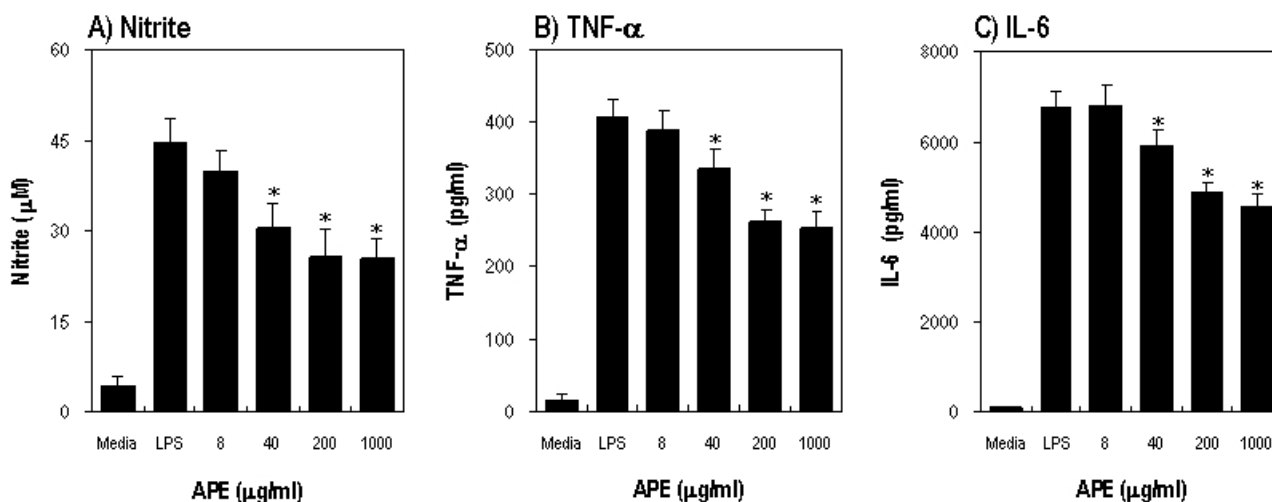 A) Nitrite
60
45
30
15
0
Nitrite (μM)
*
*
*
Media LPS 8 40 200 1000
APE (μg/ml)
B) TNF-α
500
400
300
200
100
0
TNF-α (pg/ml)
*
*
*
Media LPS 8 40 200 1000
APE (μg/ml)
C) IL-6
8000
6000
4000
2000
0
IL-6 (pg/ml)
*
*
*
Media LPS 8 40 200 1000
APE (μg/ml)